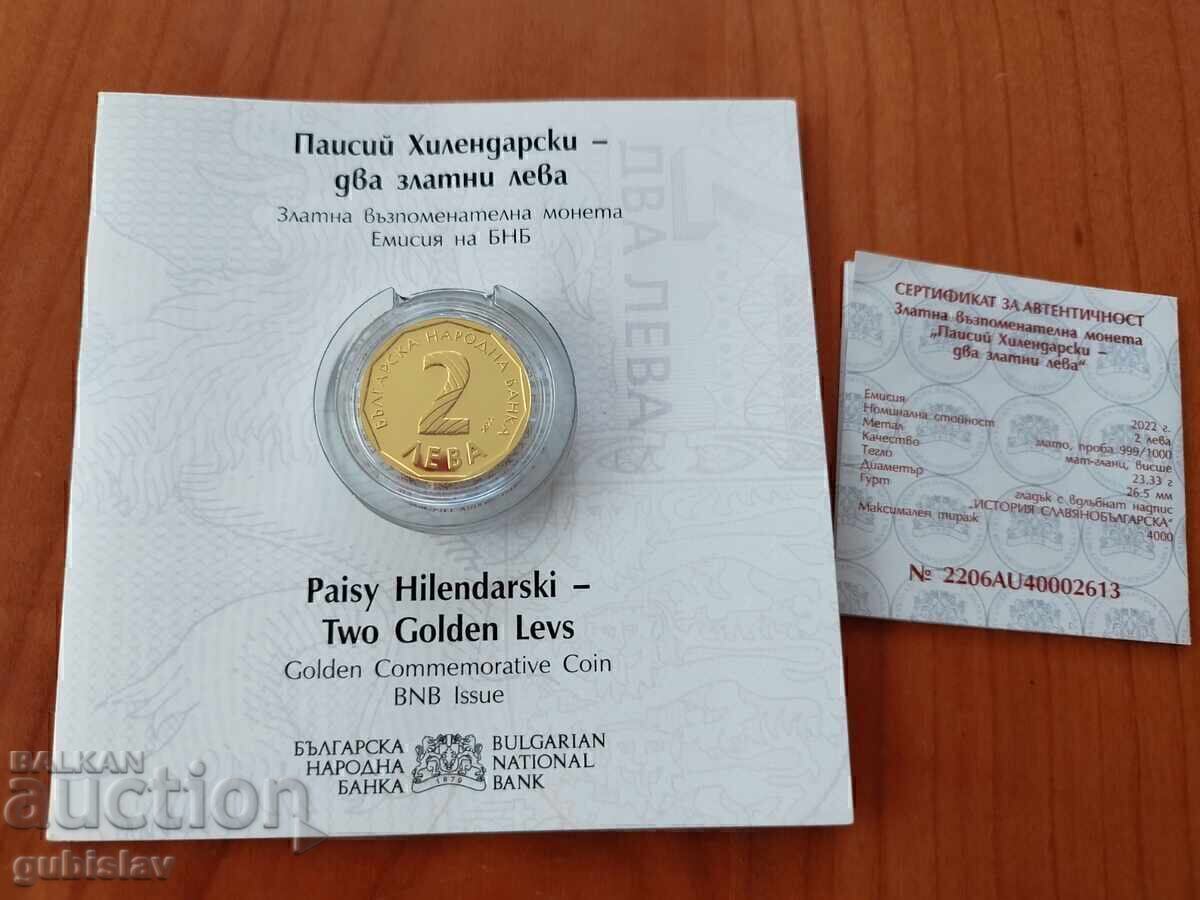 Паисий Хилендарски –
два златни лева
Златна възпоменателна монета
Емисия на БНБ
ДВА ЛЕВА
2
БЪЛГАРСКА НАРОДНА БАНКА
2
ЛЕВА
Paisy Hilendarski –
Two Golden Levs
Golden Commemorative Coin
BNB Issue
БЪЛГАРСКА
НАРОДНА
БАНКА
1879
BULGARIAN
NATIONAL
BANK
СЕРТИФИКАТ ЗА АВТЕНТИЧНОСТ
Златна възпоменателна монета
„Паисий Хилендарски –
два златни лева“
Емисия 2022 г.
Номинална стойност 2 лева
Метал злато, проба 999/1000
Качество мат-гланц, висше
Тегло 23,33 г
Диаметър 26.5 мм
Гурт гладък с вдлъбнат надпис
„ИСТОРИЯ СЛАВЯНОБЪЛГАРСКА“
Максимален тираж 4000
№ 2206AU40002613
BALKAN
auction
gubislav